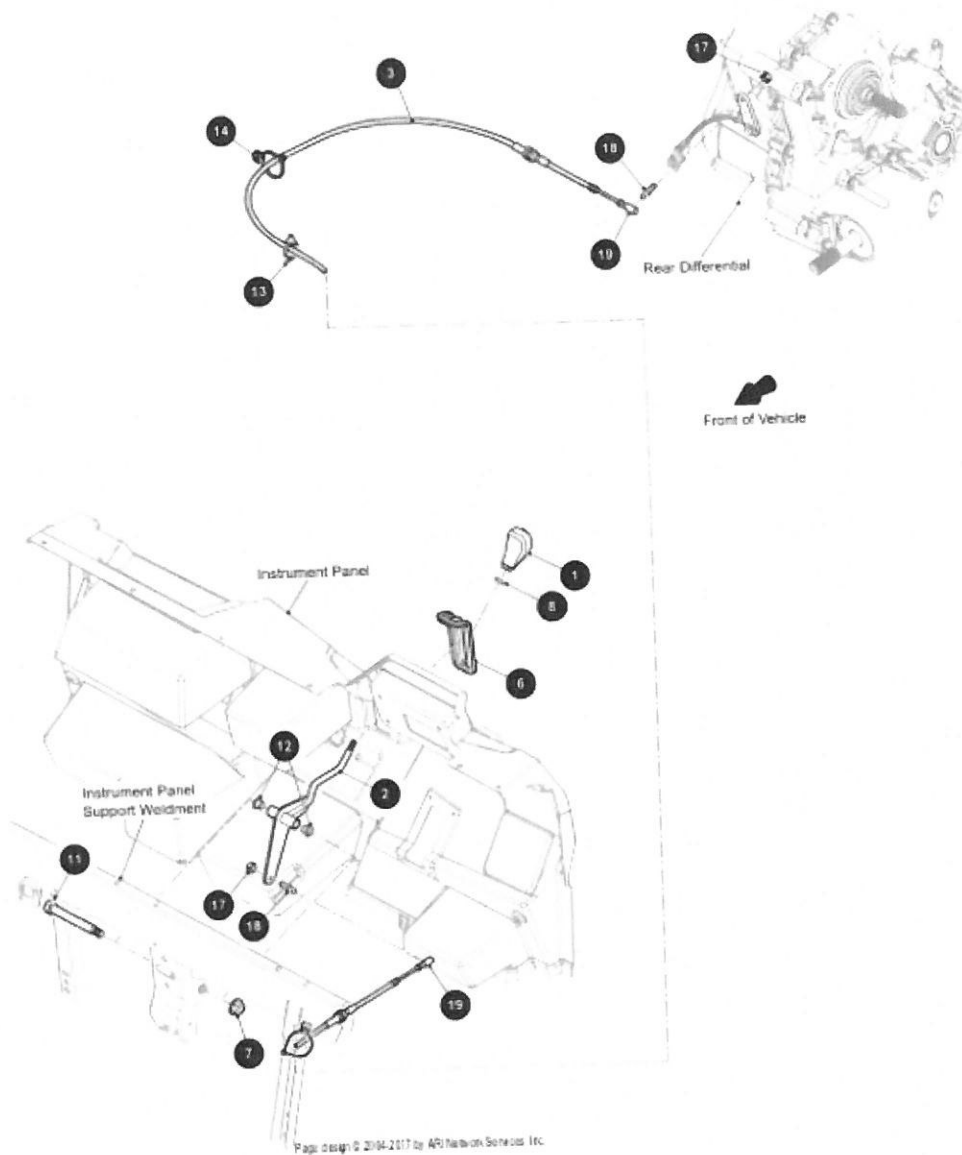 17
3
14
18
19
Rear Differential
13
Front of Vehicle
Instrument Panel
1
8
6
12
2
Instrument Panel
Support Weldment
11
17
18
19
7
Page design © 2004-2017 by ARI Network Services, Inc.